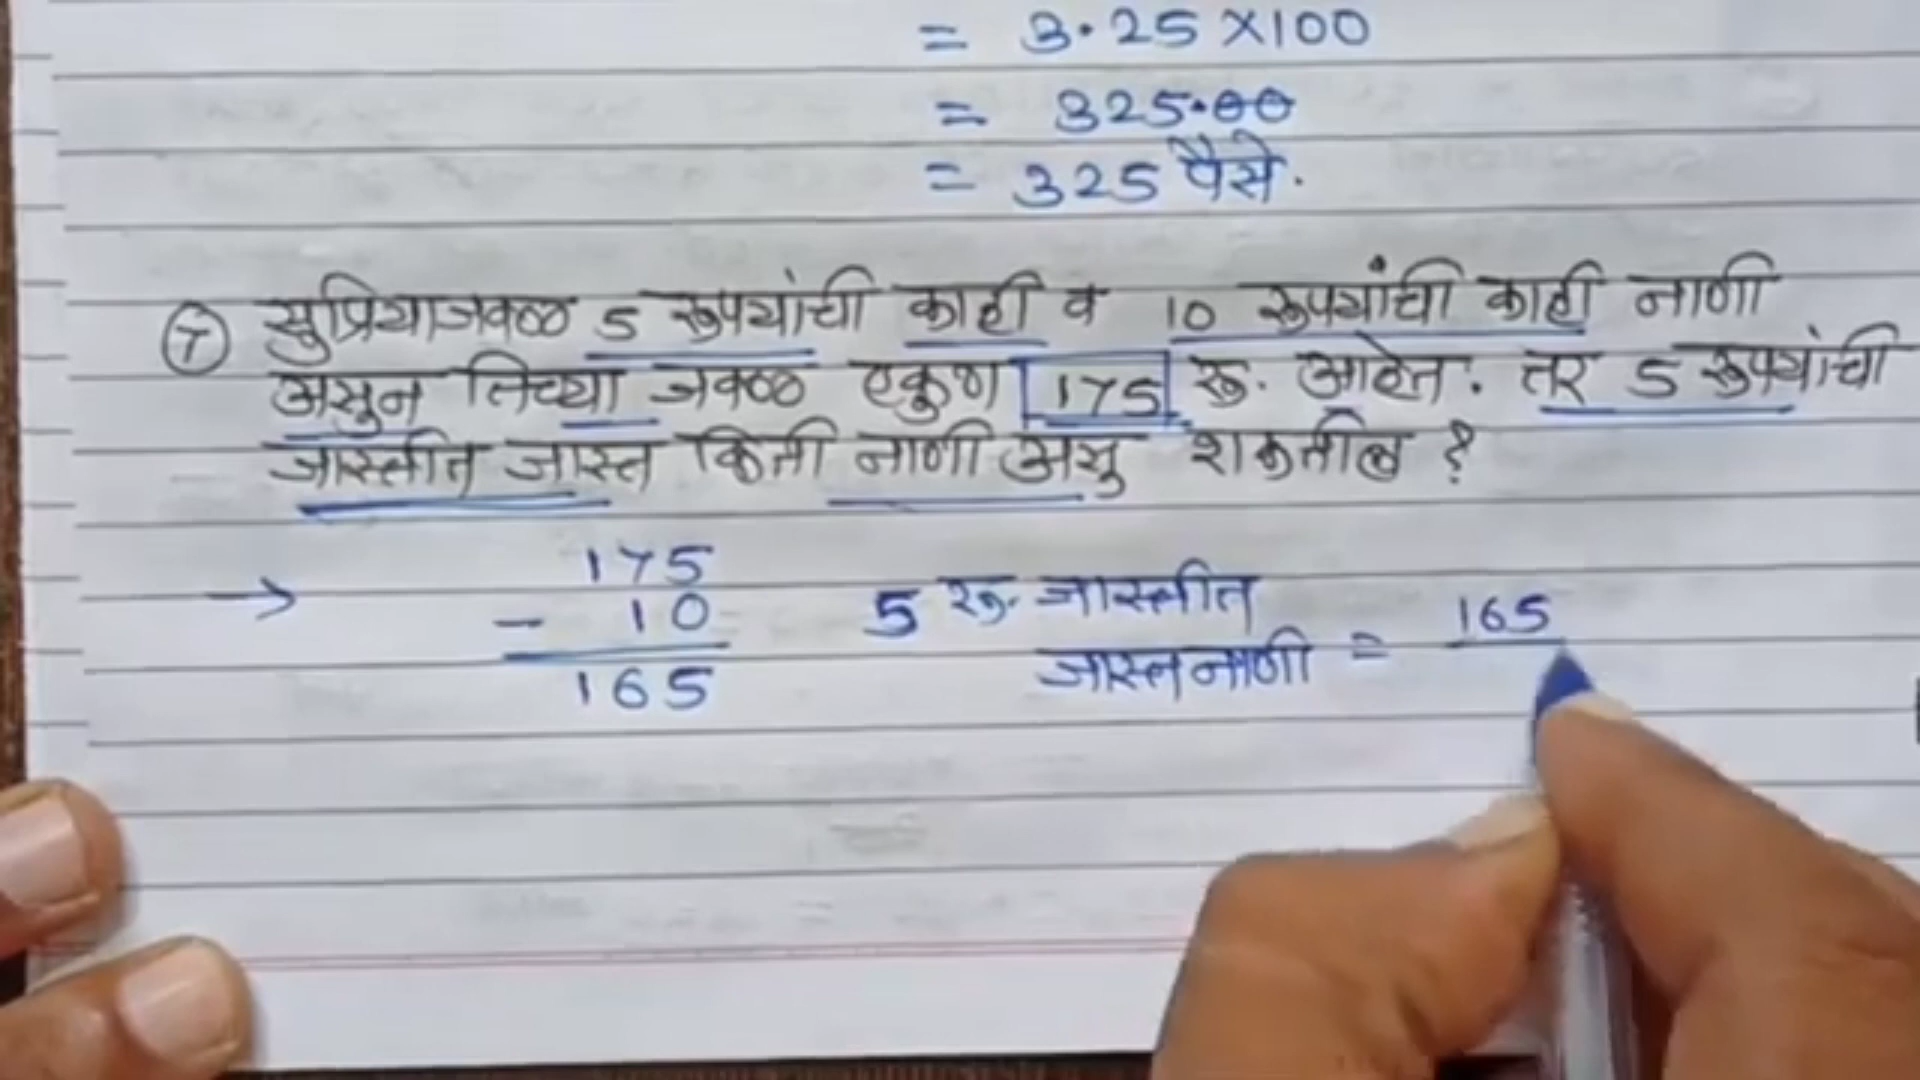 = 3.25 × 100
= 325.00
= 325 पैसे.
7 सुप्रियाजवळ 5 रुपयांची काही व 10 रुपयांची काही नाणी
असुन तिच्या जवळ एकुण 175 रु. आहेत. तर 5 रुपयांची
जास्तीत जास्त किती नाणी असु शकतील ?
→ 175
- 10
165
5 रु. जास्तीत
जास्त नाणी = 165